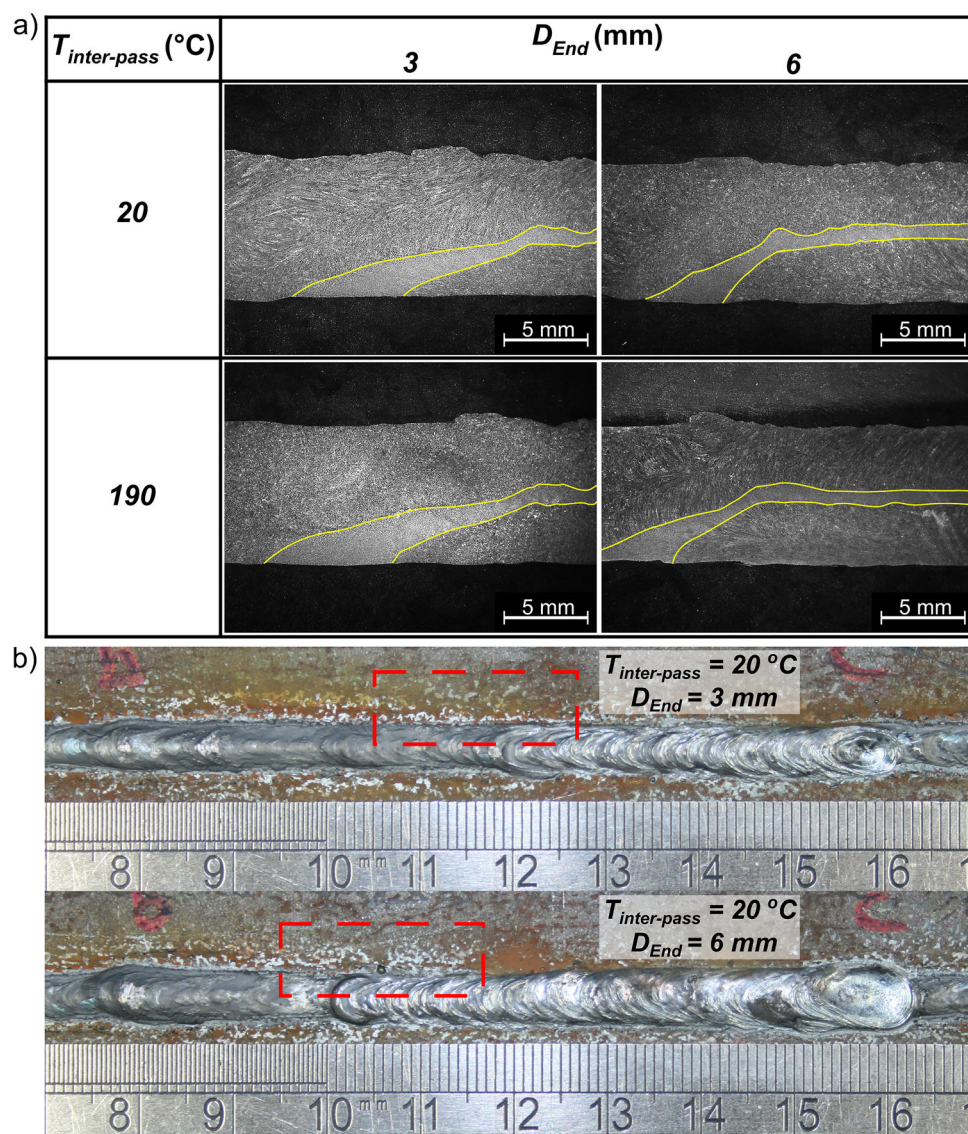 a)
T_inter-pass (°C)
D_End (mm)
3
6
20
5 mm
5 mm
190
5 mm
5 mm
b)
T_inter-pass = 20 °C
D_End = 3 mm
8 9 10 mm 11 12 13 14 15 16
T_inter-pass = 20 °C
D_End = 6 mm
8 9 10 mm 11 12 13 14 15 16